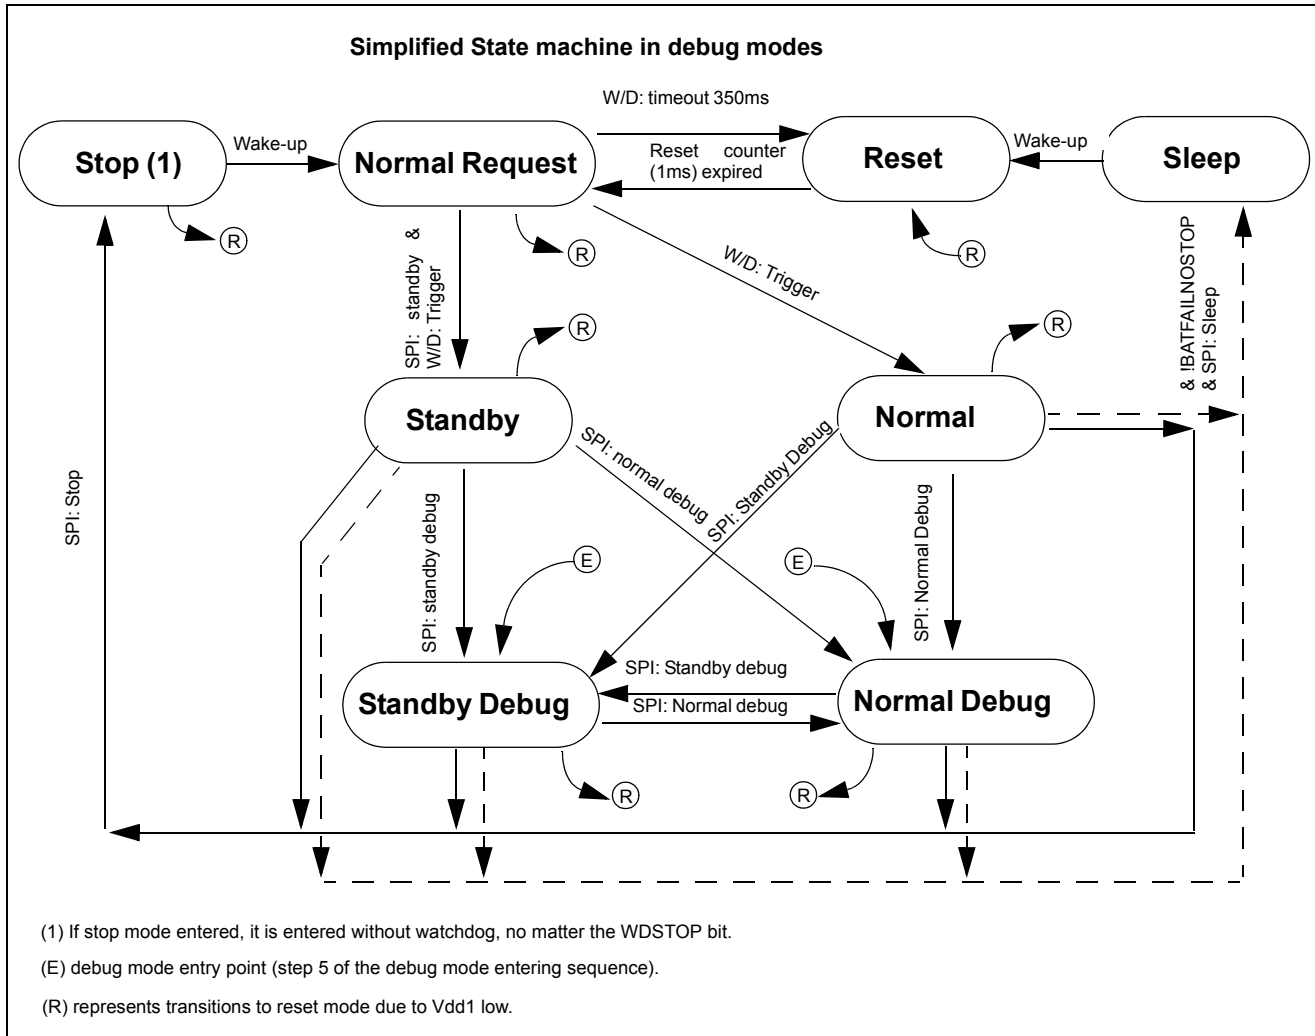 Simplified State machine in debug modes
W/D: timeout 350ms
Stop (1)
Wake-up
Normal Request
Reset counter
(1ms) expired
Reset
Wake-up
Sleep
R
R
R
SPI: standby &
W/D: Trigger
W/D: Trigger
& !BATFAILNOSTOP
& SPI: Sleep
R
R
Standby
Normal
SPI: Stop
SPI: normal debug
SPI: Standby Debug
SPI: standby debug
E
E
SPI: Normal Debug
SPI: Standby debug
Standby Debug
SPI: Normal debug
Normal Debug
R
R
(1) If stop mode entered, it is entered without watchdog, no matter the WDSTOP bit.
(E) debug mode entry point (step 5 of the debug mode entering sequence).
(R) represents transitions to reset mode due to Vdd1 low.